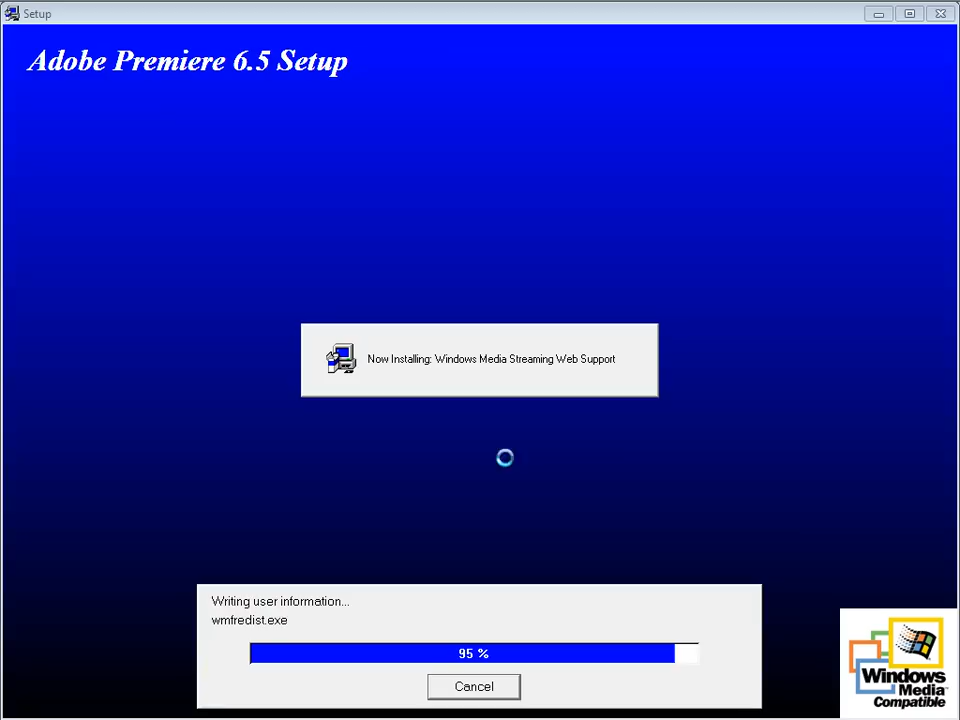 Setup
Adobe Premiere 6.5 Setup
Now Installing: Windows Media Streaming Web Support
Writing user information...
wmfredist.exe
95 %
Cancel
Windows
Media
Compatible